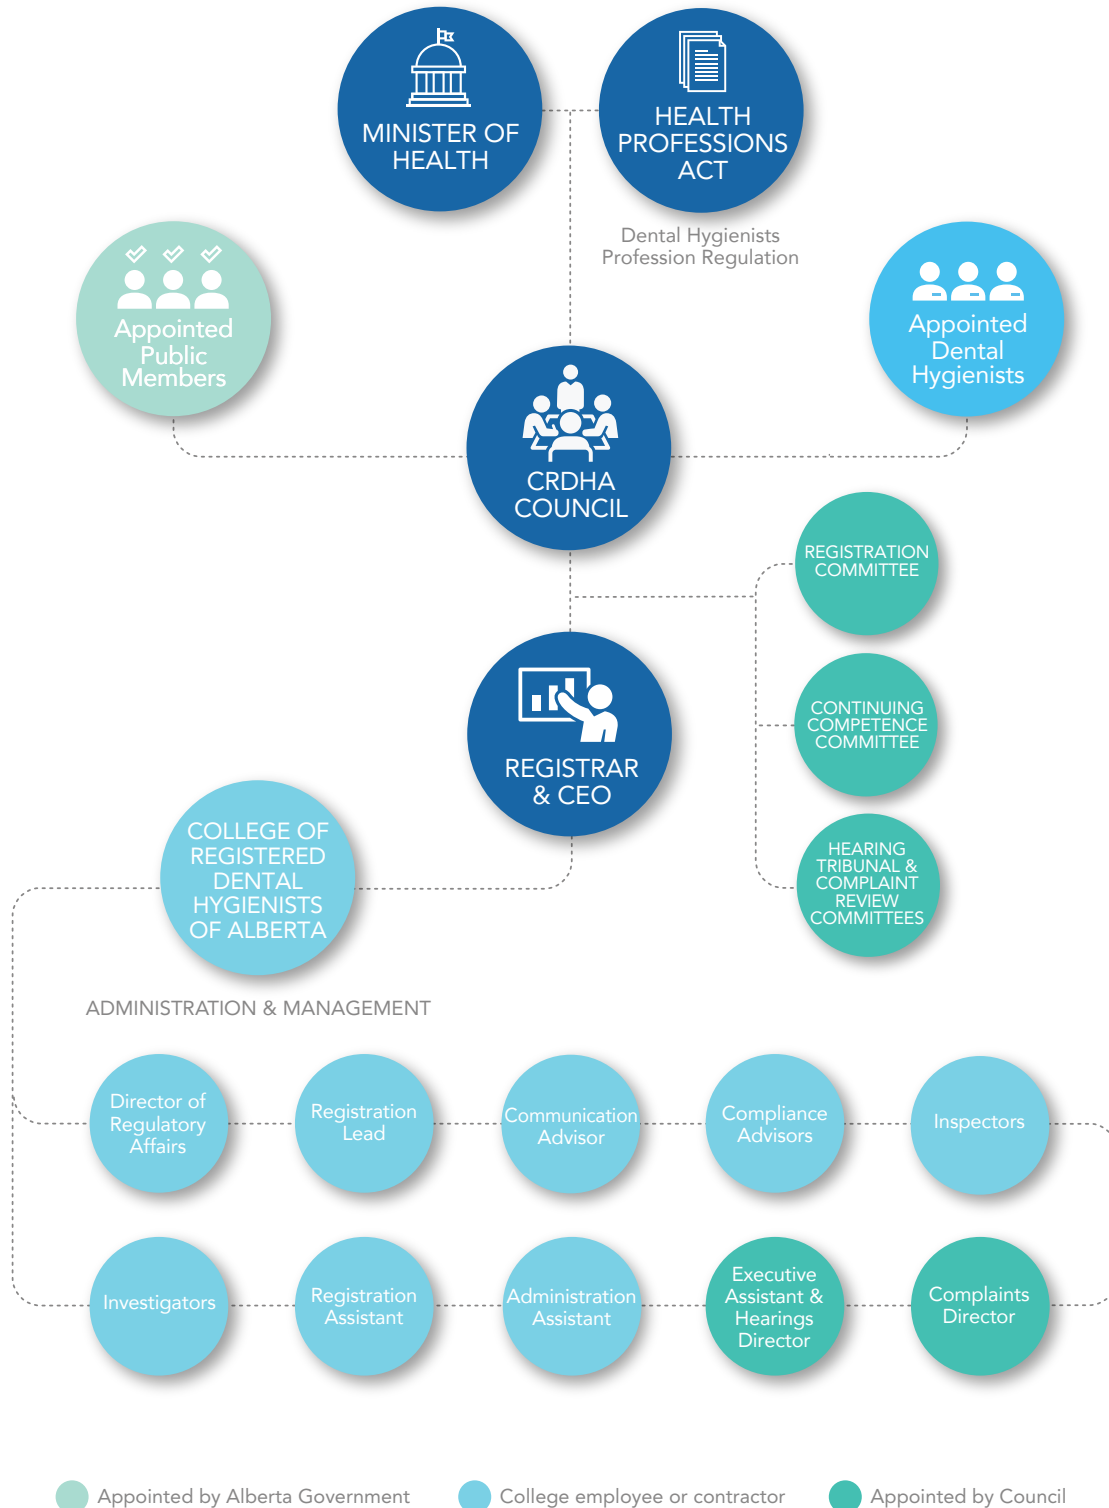 MINISTER OF
HEALTH
HEALTH
PROFESSIONS
ACT
Dental Hygienists
Profession Regulation
Appointed
Public
Members
Appointed
Dental
Hygienists
CRDHA
COUNCIL
REGISTRATION
COMMITTEE
CONTINUING
COMPETENCE
COMMITTEE
HEARING
TRIBUNAL &
COMPLAINT
REVIEW
COMMITTEES
REGISTRAR
& CEO
COLLEGE OF
REGISTERED
DENTAL
HYGIENISTS
OF ALBERTA
ADMINISTRATION & MANAGEMENT
Director of
Regulatory
Affairs
Registration
Lead
Communication
Advisor
Compliance
Advisors
Inspectors
Investigators
Registration
Assistant
Administration
Assistant
Executive
Assistant &
Hearings
Director
Complaints
Director
Appointed by Alberta Government
College employee or contractor
Appointed by Council